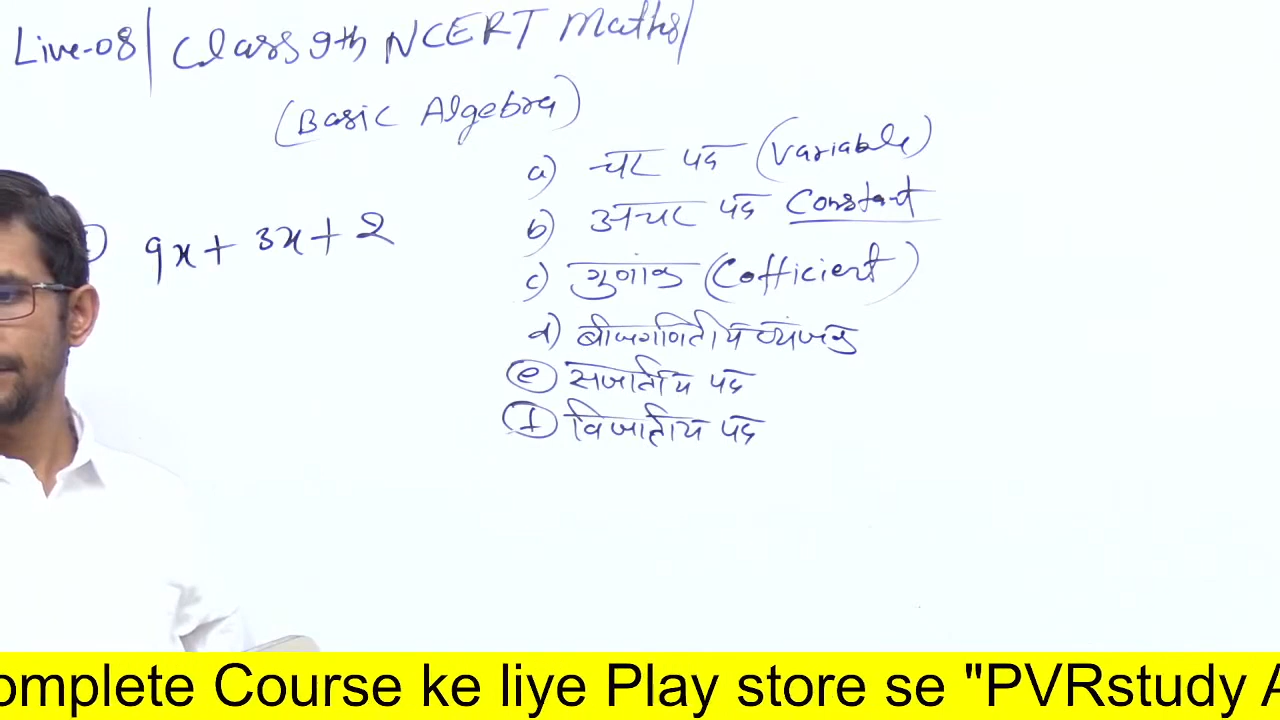 Live-08| Class 9th NCERT Maths|
(Basic Algebra)
9x + 3x + 2
a) चर पद (Variable)
b) अचर पद Constant
c) गुणांक (Cofficient)
d) बीजगणितीय व्यंजक
e) सजातीय पद
f) विजातीय पद
omplete Course ke liye Play store se "PVRstudy A